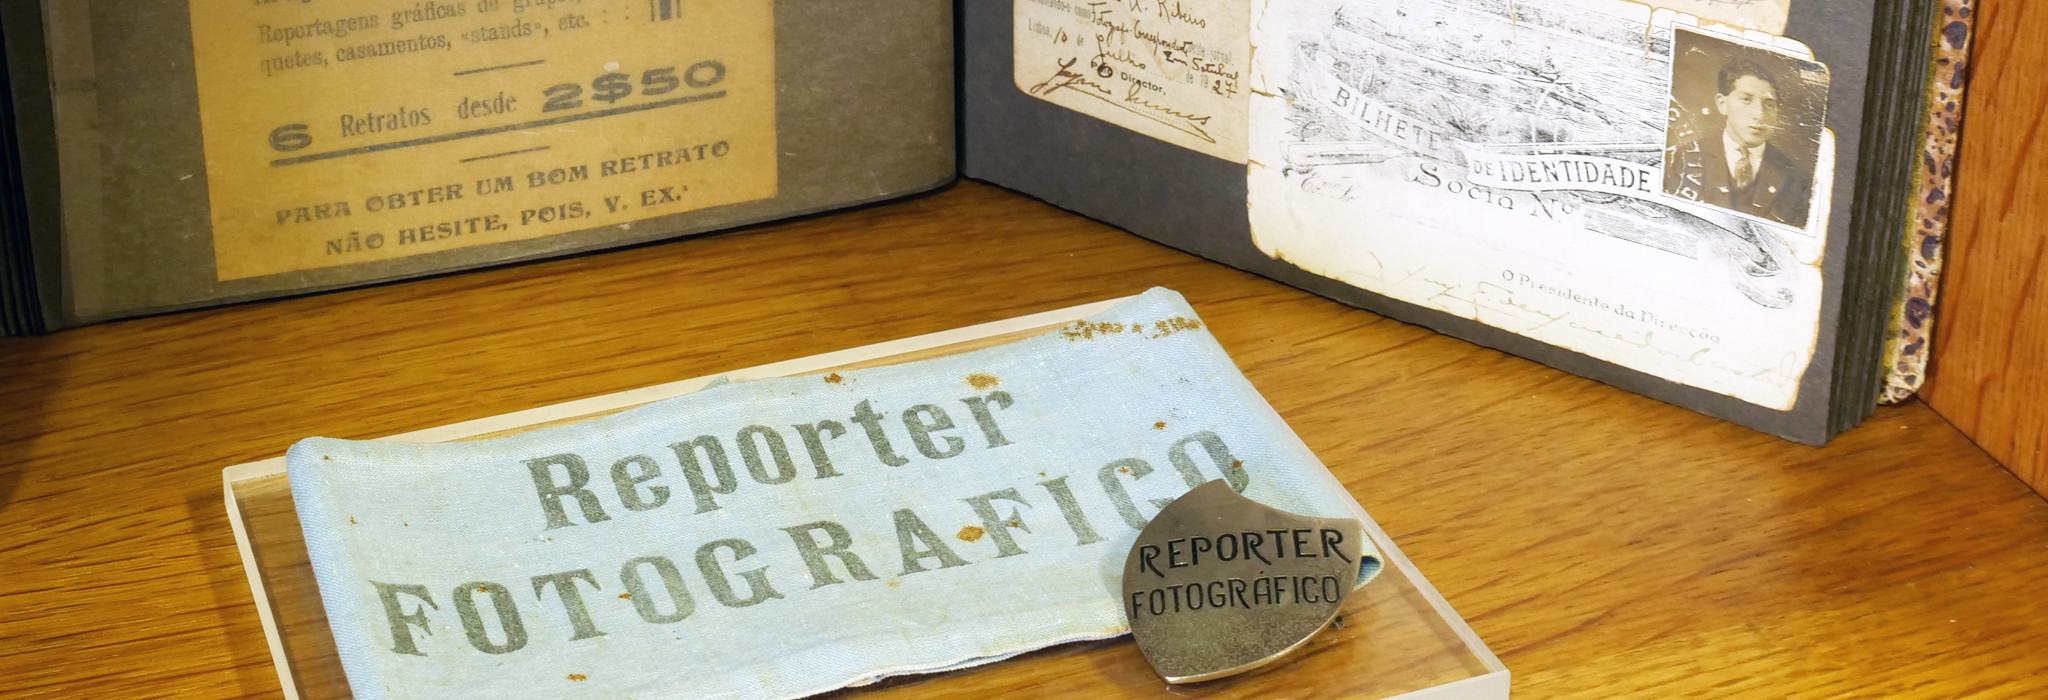 Reportagens gráficas de grupos,
quetes, casamentos, «stands», etc.
6 Retratos desde 2$50
PARA OBTER UM BOM RETRATO
NÃO HESITE, POIS, V. EX.ª
Ribeiro
Lisboa, 10 de Julho de 1927
Director,
BILHETE DE IDENTIDADE
Socio Nº
O Presidente da Direcção
Reporter
FOTOGRAFICO
REPORTER
FOTOGRÁFICO